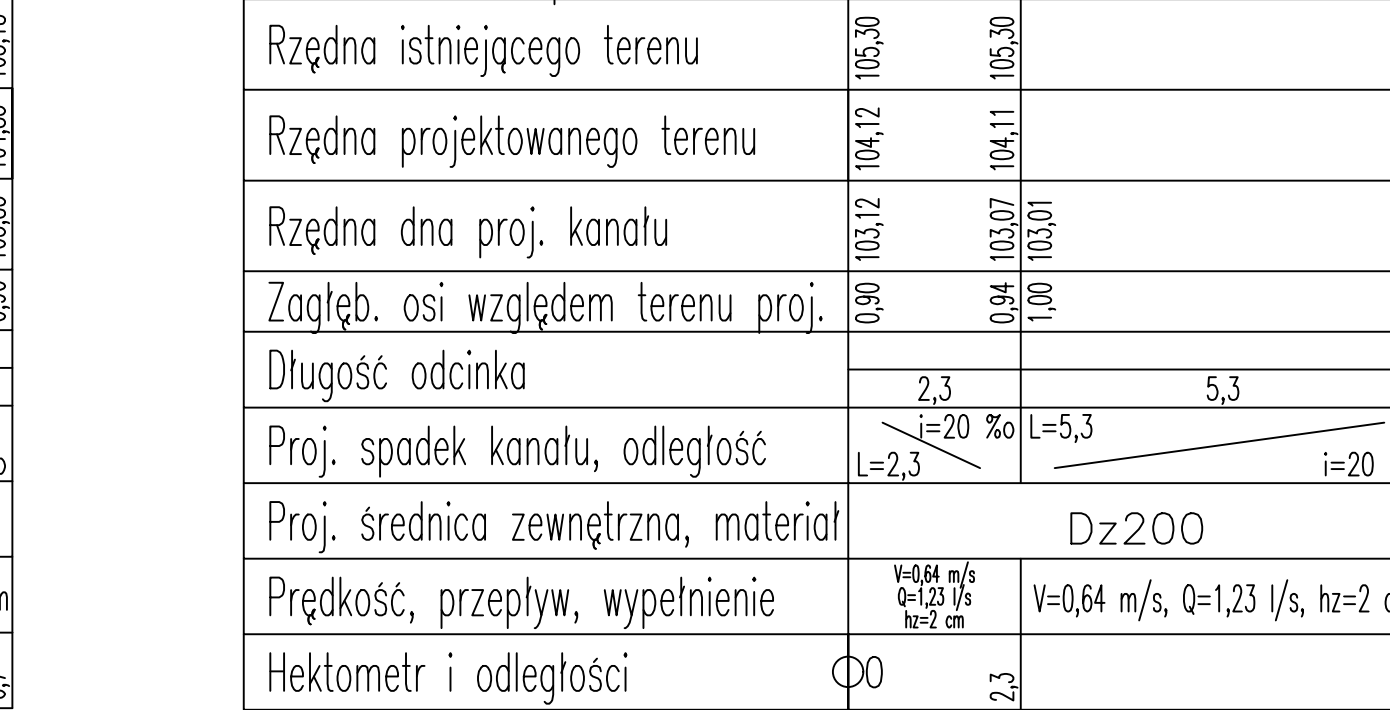 Rzędna istniejącego terenu 105,30 105,30
Rzędna projektowanego terenu 104,12 104,11
Rzędna dna proj. kanału 103,12 103,07 103,01
Zagłęb. osi względem terenu proj. 0,90 0,94 1,00
Długość odcinka 2,3 5,3
Proj. spadek kanału, odległość i=20 ‰ L=2,3 L=5,3 i=20
Proj. średnica zewnętrzna, materiał Dz200
Prędkość, przepływ, wypełnienie
V=0,64 m/s
Q=1,23 l/s
hz=2 cm
V=0,64 m/s, Q=1,23 l/s, hz=2
Hektometr i odległości 0 2,3